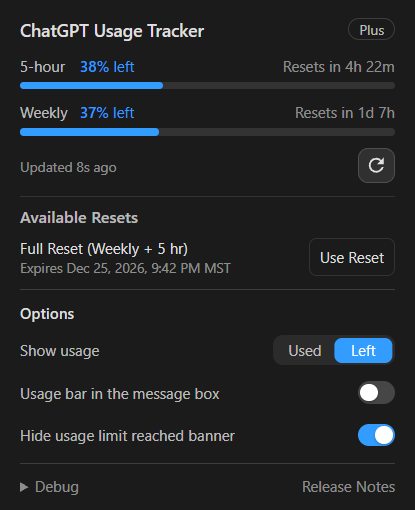 ChatGPT Usage Tracker Plus
5-hour 38% left Resets in 4h 22m
Weekly 37% left Resets in 1d 7h
Updated 8s ago
Available Resets
Full Reset (Weekly + 5 hr)
Expires Dec 25, 2026, 9:42 PM MST
Use Reset
Options
Show usage Used Left
Usage bar in the message box
Hide usage limit reached banner
Debug Release Notes